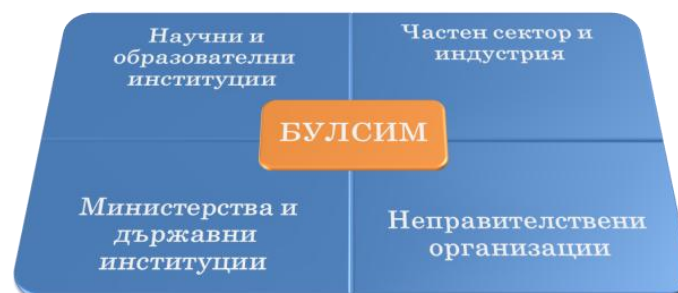 Научни и
образователни
институции
Частен сектор и
индустрия
БУЛСИМ
Министерства и
държавни
институции
Неправителствени
организации